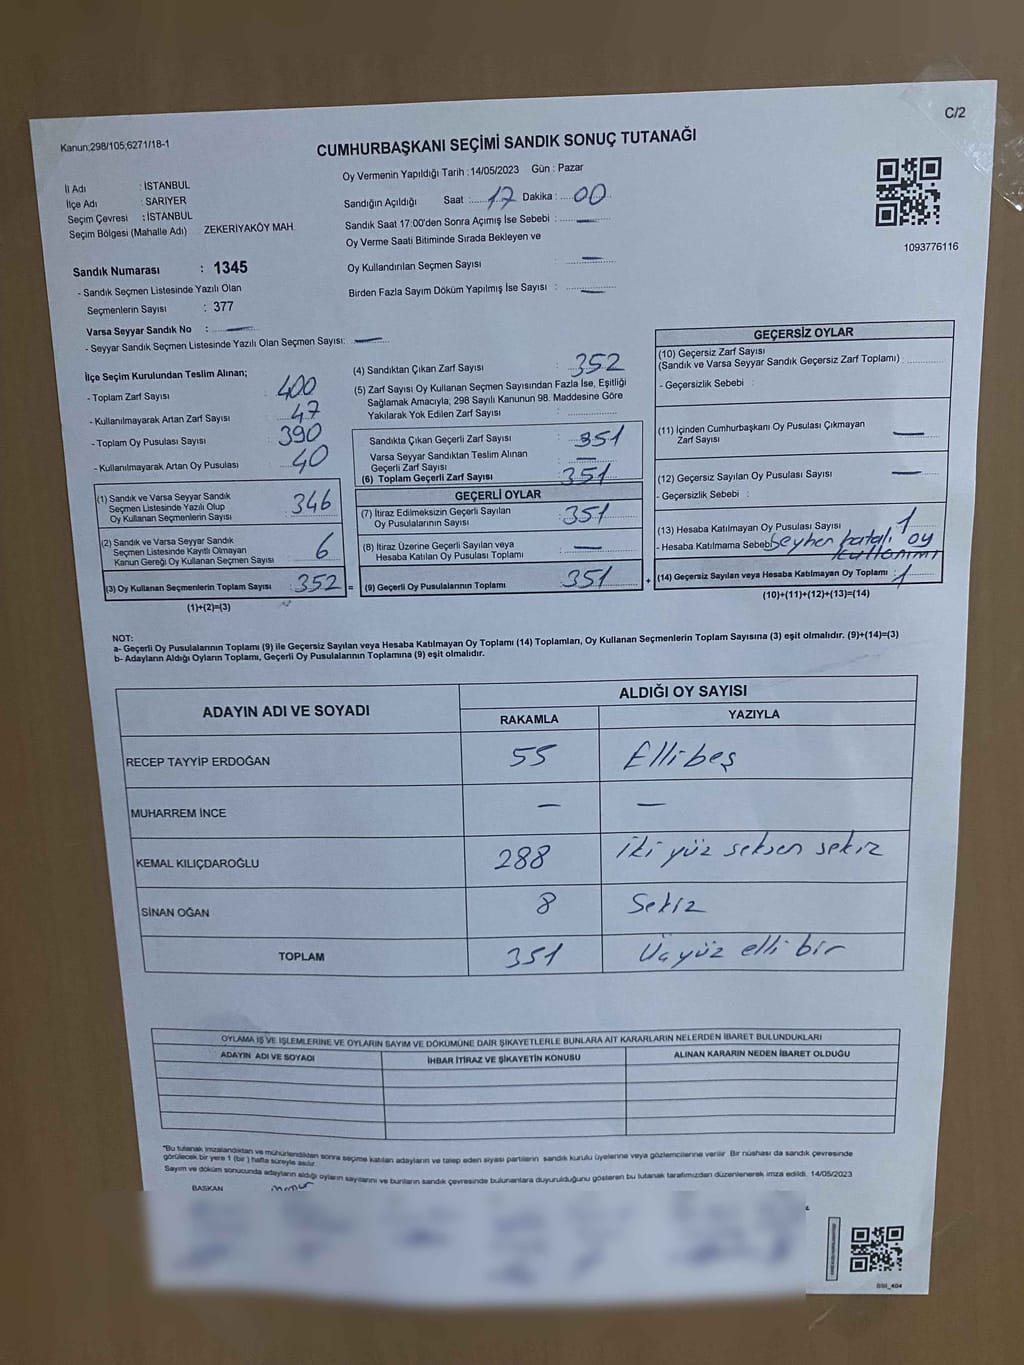 C/2
Kanun:298/105;6271/18-1
CUMHURBAŞKANI SEÇİMİ SANDIK SONUÇ TUTANAĞI
Oy Vermenin Yapıldığı Tarih :14/05/2023 Gün : Pazar
İl Adı : İSTANBUL
İlçe Adı : SARIYER
Seçim Çevresi : İSTANBUL
Seçim Bölgesi (Mahalle Adı) ZEKERİYAKÖY MAH.
Sandığın Açıldığı Saat : 17 Dakika : 00
Sandık Saat 17:00'den Sonra Açımış İse Sebebi : —
Oy Verme Saati Bitiminde Sırada Bekleyen ve
Oy Kullandırılan Seçmen Sayısı : —
Birden Fazla Sayım Döküm Yapılmış İse Sayısı : —
1093776116
Sandık Numarası : 1345
- Sandık Seçmen Listesinde Yazılı Olan
Seçmenlerin Sayısı : 377
Varsa Seyyar Sandık No : —
- Seyyar Sandık Seçmen Listesinde Yazılı Olan Seçmen Sayısı: —
İlçe Seçim Kurulundan Teslim Alınan;
- Toplam Zarf Sayısı : 400
- Kullanılmayarak Artan Zarf Sayısı : 47
- Toplam Oy Pusulası Sayısı : 390
- Kullanılmayarak Artan Oy Pusulası : 40
(1) Sandık ve Varsa Seyyar Sandık
Seçmen Listesinde Yazılı Olup
Oy Kullanan Seçmenlerin Sayısı : 346
(2) Sandık ve Varsa Seyyar Sandık
Seçmen Listesinde Kayıtlı Olmayan
Kanun Gereği Oy Kullanan Seçmen Sayısı : 6
(3) Oy Kullanan Seçmenlerin Toplam Sayısı : 352 =
(1)+(2)=(3)
(4) Sandıktan Çıkan Zarf Sayısı : 352
(5) Zarf Sayısı Oy Kullanan Seçmen Sayısından Fazla İse, Eşitliği
Sağlamak Amacıyla, 298 Sayılı Kanunun 98. Maddesine Göre
Yakılarak Yok Edilen Zarf Sayısı :
Sandıkta Çıkan Geçerli Zarf Sayısı : 351
Varsa Seyyar Sandıktan Teslim Alınan
Geçerli Zarf Sayısı : —
(6) Toplam Geçerli Zarf Sayısı : 351
GEÇERLİ OYLAR
(7) İtiraz Edilmeksizin Geçerli Sayılan
Oy Pusulalarının Sayısı : 351
(8) İtiraz Üzerine Geçerli Sayılan veya
Hesaba Katılan Oy Pusulası Toplamı : —
(9) Geçerli Oy Pusulalarının Toplamı : 351 +
GEÇERSİZ OYLAR
(10) Geçersiz Zarf Sayısı
(Sandık ve Varsa Seyyar Sandık Geçersiz Zarf Toplamı) :
- Geçersizlik Sebebi :
(11) İçinden Cumhurbaşkanı Oy Pusulası Çıkmayan
Zarf Sayısı : —
(12) Geçersiz Sayılan Oy Pusulası Sayısı : —
- Geçersizlik Sebebi :
(13) Hesaba Katılmayan Oy Pusulası Sayısı : 1
- Hesaba Katılmama Sebebi oy
(14) Geçersiz Sayılan veya Hesaba Katılmayan Oy Toplamı : 1
(10)+(11)+(12)+(13)=(14)
NOT:
a- Geçerli Oy Pusulalarının Toplamı (9) ile Geçersiz Sayılan veya Hesaba Katılmayan Oy Toplamı (14) Toplamları, Oy Kullanan Seçmenlerin Toplam Sayısına (3) eşit olmalıdır. (9)+(14)=(3)
b- Adayların Aldığı Oyların Toplamı, Geçerli Oy Pusulalarının Toplamına (9) eşit olmalıdır.
ADAYIN ADI VE SOYADI ALDIĞI OY SAYISI
RAKAMLA YAZIYLA
RECEP TAYYİP ERDOĞAN 55 Ellibeş
MUHARREM İNCE — —
KEMAL KILIÇDAROĞLU 288 iki yüz seksen sekiz
SİNAN OĞAN 8 Sekiz
TOPLAM 351 Üçyüz elli bir
OYLAMA İŞ VE İŞLEMLERİNE VE OYLARIN SAYIM VE DÖKÜMÜNE DAİR ŞİKAYETLERLE BUNLARA AİT KARARLARIN NELERDEN İBARET BULUNDUKLARI
ADAYIN ADI VE SOYADI İHBAR İTİRAZ VE ŞİKAYETİN KONUSU ALINAN KARARIN NEDEN İBARET OLDUĞU
*Bu tutanak imzalandıktan ve mühürlendikten sonra seçime katılan adayların ve talep eden siyasi partilerin sandık kurulu üyelerine veya gözlemcilerine verilir. Bir nüshası da sandık çevresinde
görülecek bir yere 1 (bir) hafta süreyle asılır.
Sayım ve döküm sonucunda adayların aldığı oyların sayılarını ve bunların sandık çevresinde bulunanlara duyurulduğunu gösteren bu tutanak tarafımızdan düzenlenerek imza edildi. 14/05/2023
BAŞKAN
BSI_404